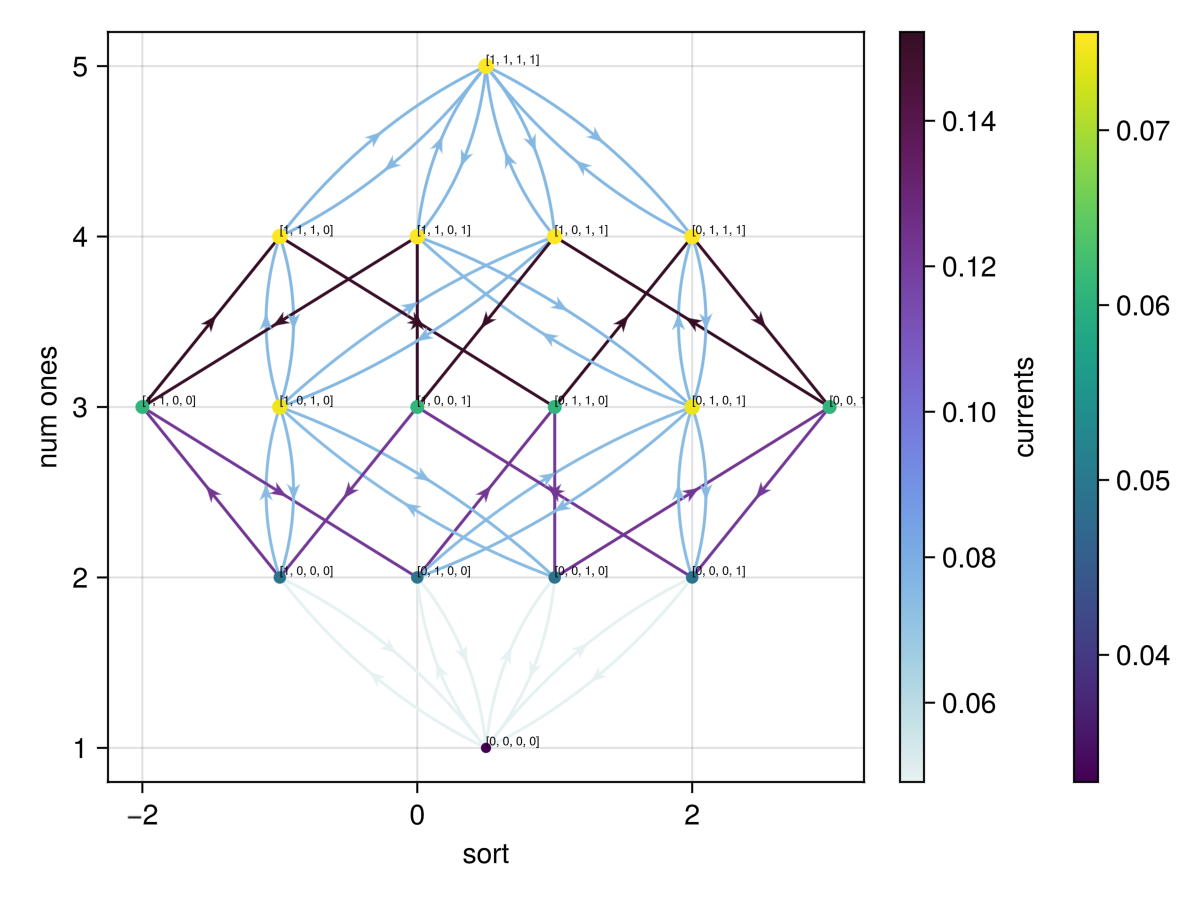 5
[1, 1, 1, 1]
4
[1, 1, 1, 0]
[1, 1, 0, 1]
[1, 0, 1, 1]
[0, 1, 1, 1]
3
1, 0, 0]
[1, 0, 1, 0]
0, 0, 1]
[0, 1, 1, 0]
[0, 1, 0, 1]
[0, 0,
2
[1, 0, 0, 0]
[0, 1, 0, 0]
[0, 0, 1, 0]
[0, 0, 0, 1]
1
[0, 0, 0, 0]
num ones
−2
0
2
sort
0.14
0.12
0.10
0.08
0.06
currents
0.07
0.06
0.05
0.04